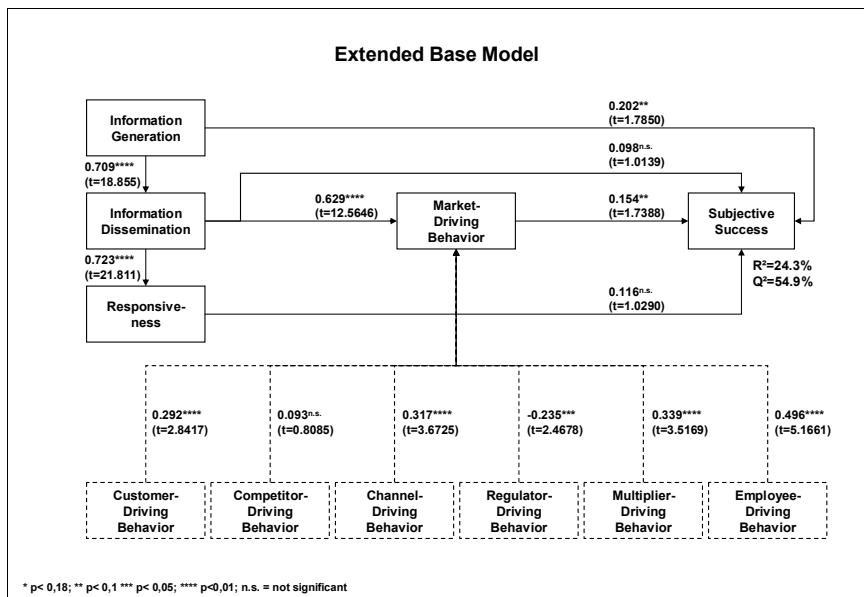 Extended Base Model
Information
Generation
0.202**
(t=1.7850)
0.709****
(t=18.855)
0.098n.s.
(t=1.0139)
Information
Dissemination
0.629****
(t=12.5646)
Market-
Driving
Behavior
0.154**
(t=1.7388)
Subjective
Success
0.723****
(t=21.811)
R²=24.3%
Q²=54.9%
Responsive-
ness
0.116n.s.
(t=1.0290)
0.292****
(t=2.8417)
0.093n.s.
(t=0.8085)
0.317****
(t=3.6725)
-0.235***
(t=2.4678)
0.339****
(t=3.5169)
0.496****
(t=5.1661)
Customer-
Driving
Behavior
Competitor-
Driving
Behavior
Channel-
Driving
Behavior
Regulator-
Driving
Behavior
Multiplier-
Driving
Behavior
Employee-
Driving
Behavior
* p< 0,18; ** p< 0,1 *** p< 0,05; **** p<0,01; n.s. = not significant